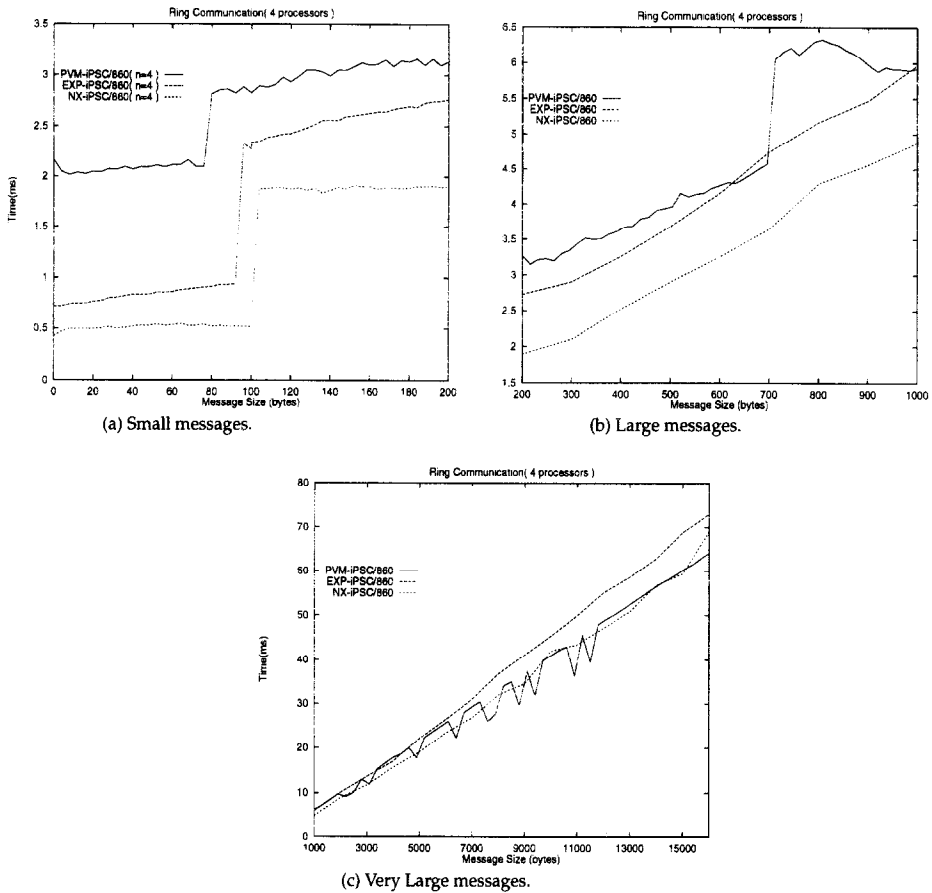 Ring Communication( 4 processors )
3.5
3
2.5
2
1.5
1
0.5
0
Time(ms)
PVM-iPSC/860( n=4 )
EXP-iPSC/860( n=4 )
NX-iPSC/860( n=4 )
0 20 40 60 80 100 120 140 160 180 200
Message Size (bytes)
(a) Small messages.
Ring Communication( 4 processors )
6.5
6
5.5
5
4.5
4
3.5
3
2.5
2
1.5
PVM-iPSC/860
EXP-iPSC/860
NX-iPSC/860
200 300 400 500 600 700 800 900 1000
Message Size (bytes)
(b) Large messages.
Ring Communication( 4 processors )
80
70
60
50
40
30
20
10
0
Time(ms)
PVM-iPSC/860
EXP-iPSC/860
NX-iPSC/860
1000 3000 5000 7000 9000 11000 13000 15000
Message Size (bytes)
(c) Very Large messages.